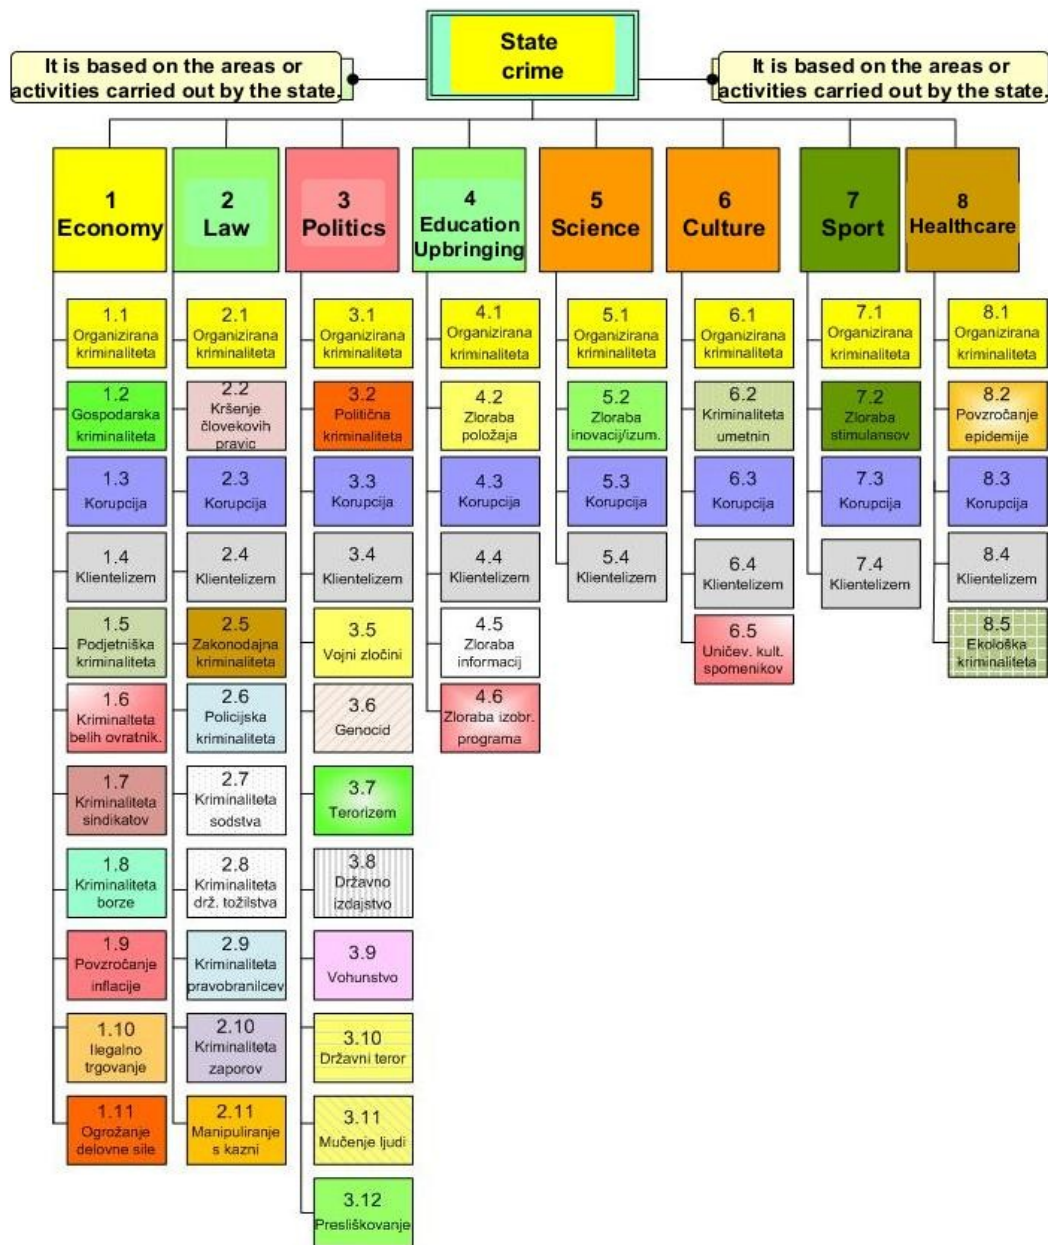 State
crime
It is based on the areas or
activities carried out by the state.
It is based on the areas or
activities carried out by the state.
1
Economy
2
Law
3
Politics
4
Education
Upbringing
5
Science
6
Culture
7
Sport
8
Healthcare
1.1
Organizirana
kriminaliteta
1.2
Gospodarska
kriminaliteta
1.3
Korupcija
1.4
Klientelizem
1.5
Podjetniška
kriminaliteta
1.6
Kriminalteta
belih ovratnik.
1.7
Kriminaliteta
sindikatov
1.8
Kriminaliteta
borze
1.9
Povzročanje
inflacije
1.10
Ilegalno
trgovanje
1.11
Ogrožanje
delovne sile
2.1
Organizirana
kriminaliteta
2.2
Kršenje
človekovih
pravic
2.3
Korupcija
2.4
Klientelizem
2.5
Zakonodajna
kriminaliteta
2.6
Policijska
kriminaliteta
2.7
Kriminaliteta
sodstva
2.8
Kriminaliteta
drž. tožilstva
2.9
Kriminaliteta
pravobranilcev
2.10
Kriminaliteta
zaporov
2.11
Manipuliranje
s kazni
3.1
Organizirana
kriminaliteta
3.2
Politična
kriminaliteta
3.3
Korupcija
3.4
Klientelizem
3.5
Vojni zločini
3.6
Genocid
3.7
Terorizem
3.8
Državno
izdajstvo
3.9
Vohunstvo
3.10
Državni teror
3.11
Mučenje ljudi
3.12
Presliškovanje
4.1
Organizirana
kriminaliteta
4.2
Zloraba
položaja
4.3
Korupcija
4.4
Klientelizem
4.5
Zloraba
informacij
4.6
Zloraba izobr.
programa
5.1
Organizirana
kriminaliteta
5.2
Zloraba
inovacij/izum.
5.3
Korupcija
5.4
Klientelizem
6.1
Organizirana
kriminaliteta
6.2
Kriminaliteta
umetnin
6.3
Korupcija
6.4
Klientelizem
6.5
Uničev. kult.
spomenikov
7.1
Organizirana
kriminaliteta
7.2
Zloraba
stimulansov
7.3
Korupcija
7.4
Klientelizem
8.1
Organizirana
kriminaliteta
8.2
Povzročanje
epidemije
8.3
Korupcija
8.4
Klientelizem
8.5
Ekološka
kriminaliteta